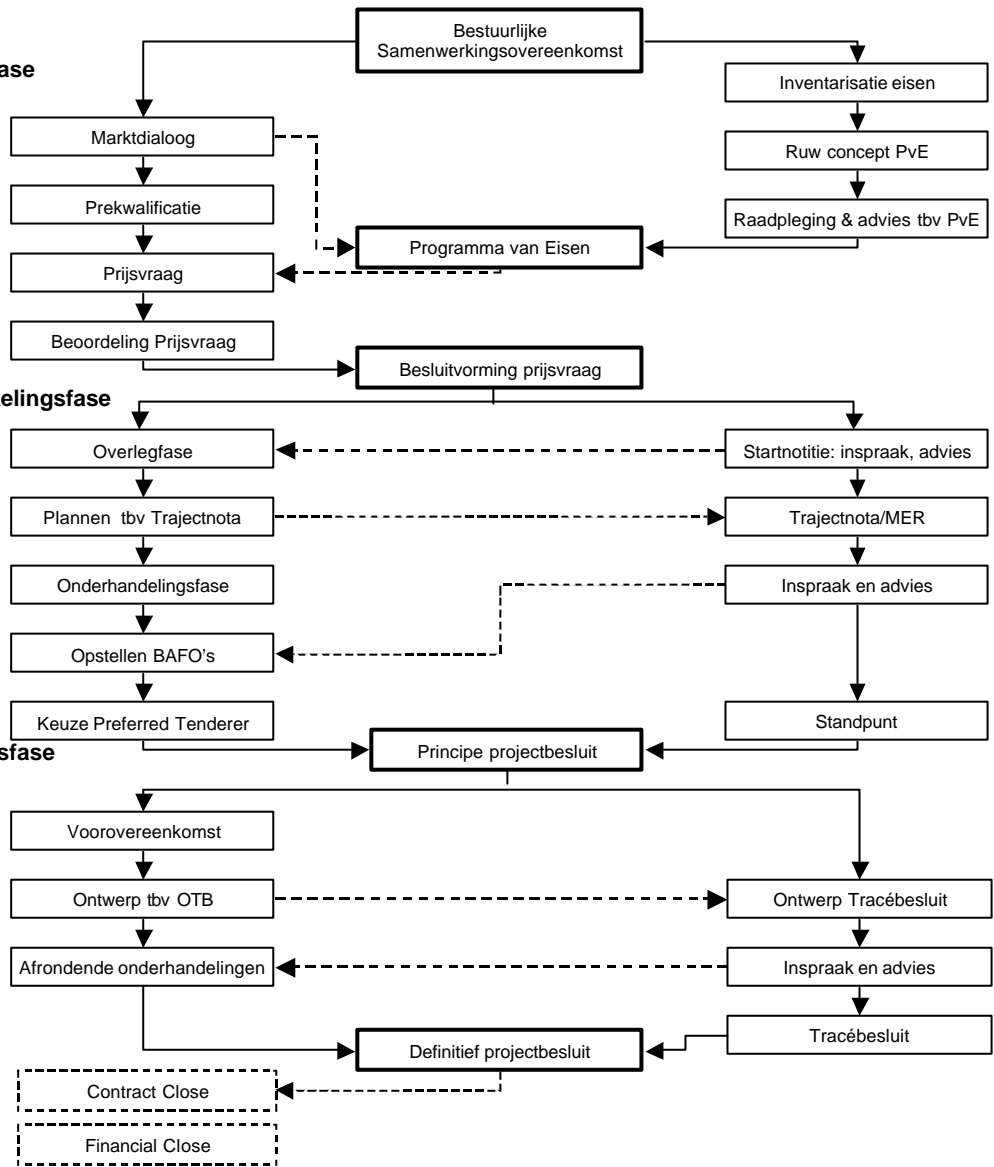 Bestuurlijke
Samenwerkingsovereenkomst
ase
Inventarisatie eisen
Marktdialoog
Ruw concept PvE
Prekwalificatie
Raadpleging & advies tbv PvE
Programma van Eisen
Prijsvraag
Beoordeling Prijsvraag
Besluitvorming prijsvraag
elingsfase
Overlegfase
Startnotitie: inspraak, advies
Plannen tbv Trajectnota
Trajectnota/MER
Onderhandelingsfase
Inspraak en advies
Opstellen BAFO's
Keuze Preferred Tenderer
Standpunt
sfase
Principe projectbesluit
Voorovereenkomst
Ontwerp tbv OTB
Ontwerp Tracébesluit
Afrondende onderhandelingen
Inspraak en advies
Tracébesluit
Definitief projectbesluit
Contract Close
Financial Close